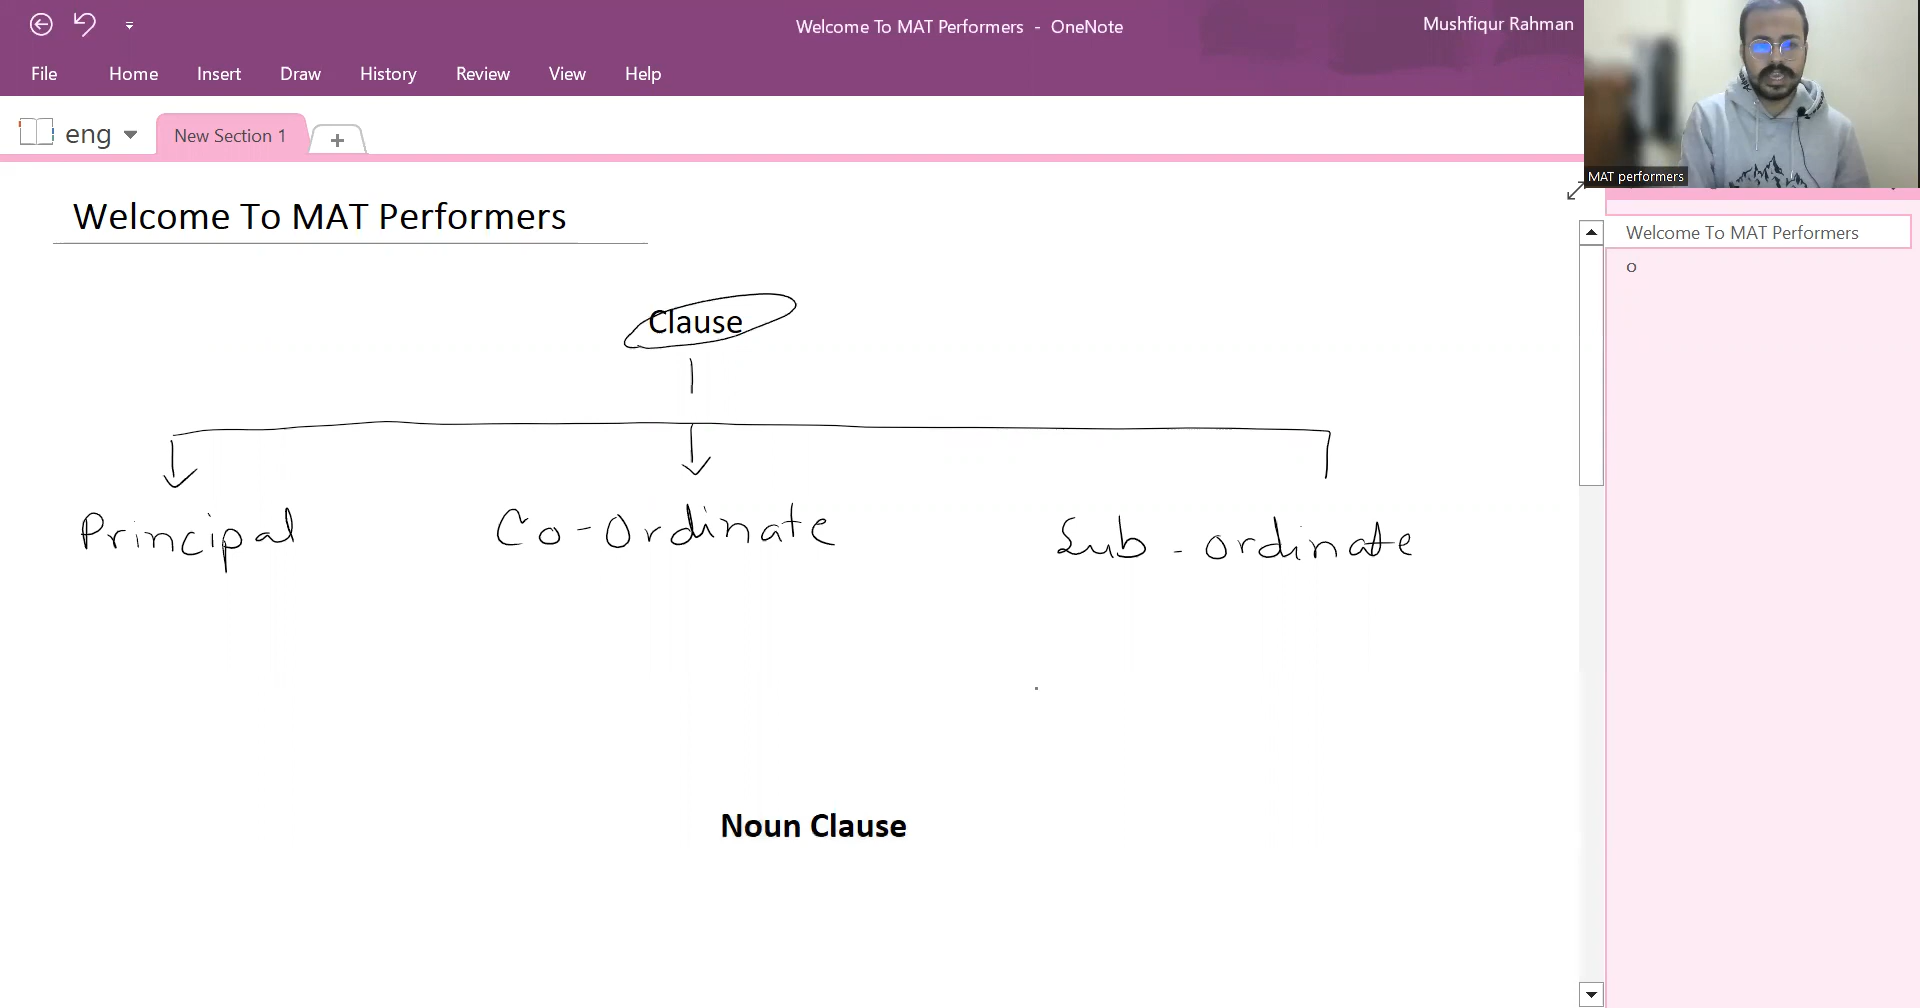 Welcome To MAT Performers - OneNote
Mushfiqur Rahman
File Home Insert Draw History Review View Help
MAT performers
eng New Section 1 +
Welcome To MAT Performers
Welcome To MAT Performers
o
Clause
Principal Co-Ordinate Sub-ordinate
Noun Clause